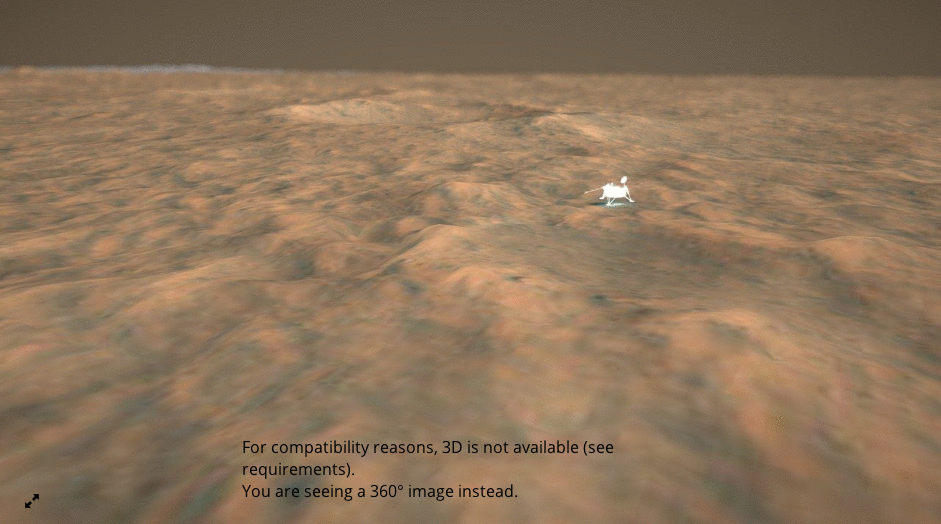 For compatibility reasons, 3D is not available (see
requirements).
You are seeing a 360° image instead.